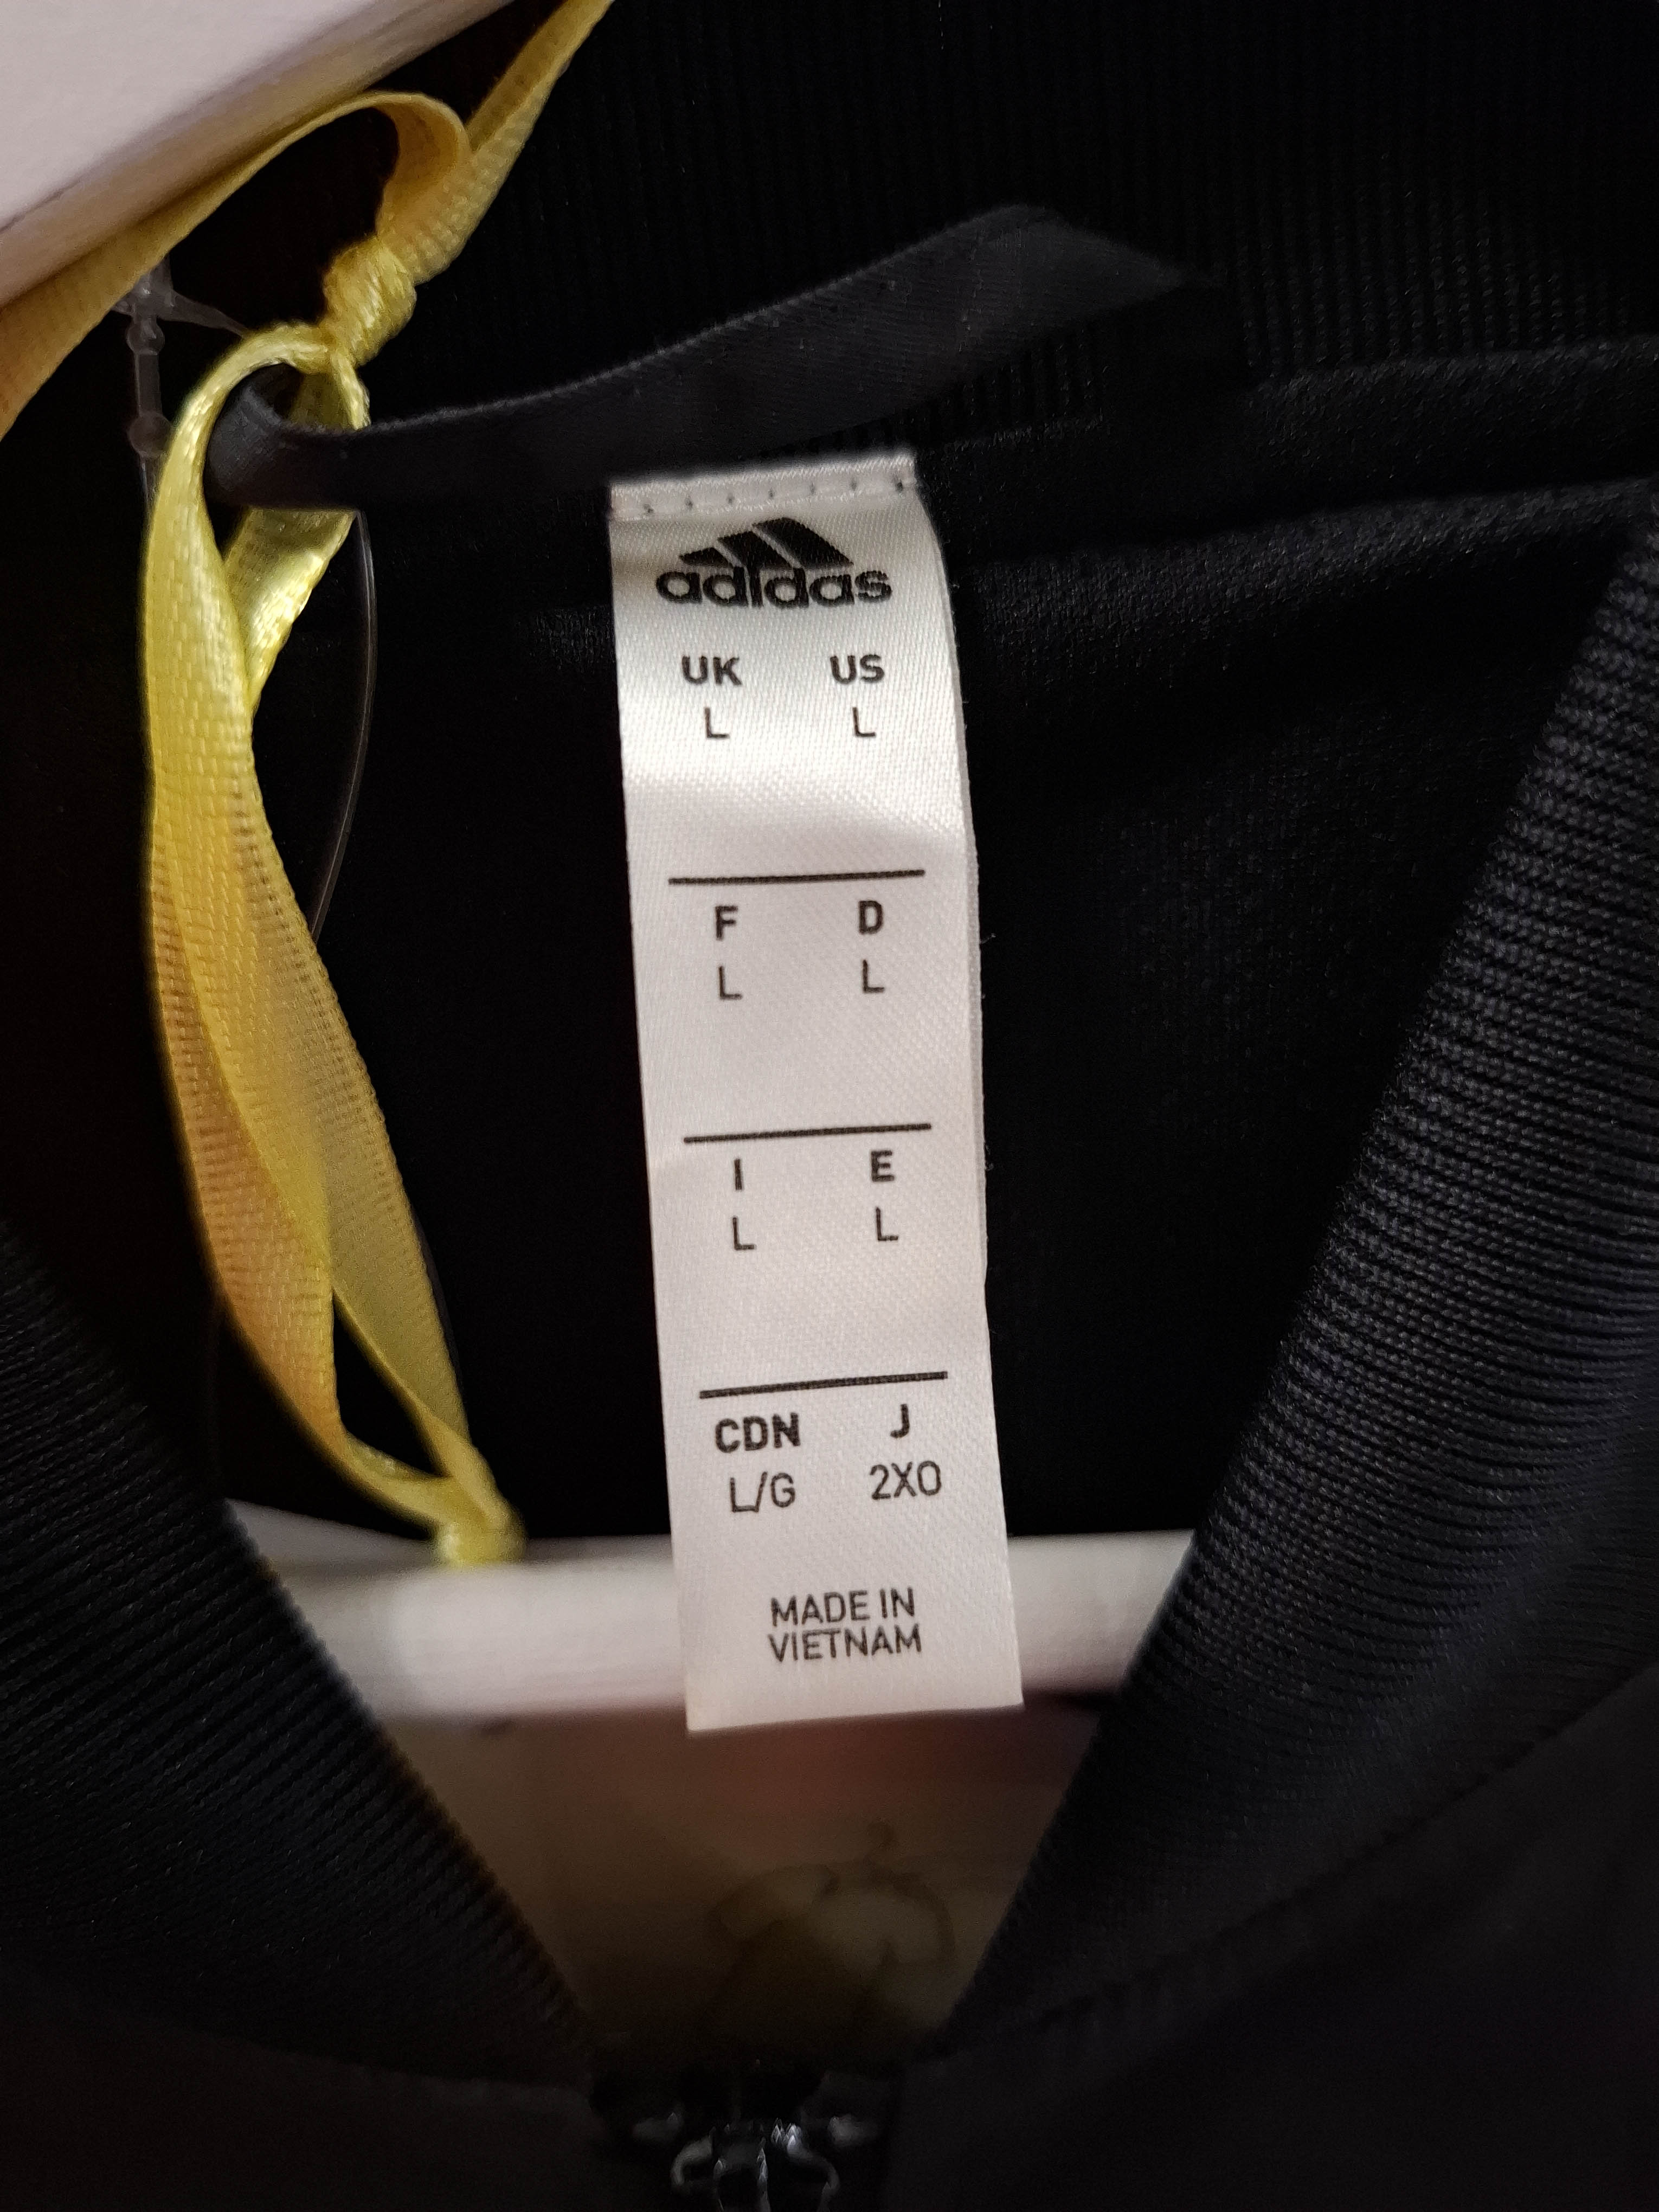 adidas
UK US
L L
F D
L L
I E
L L
CDN J
L/G 2XO
MADE IN
VIETNAM